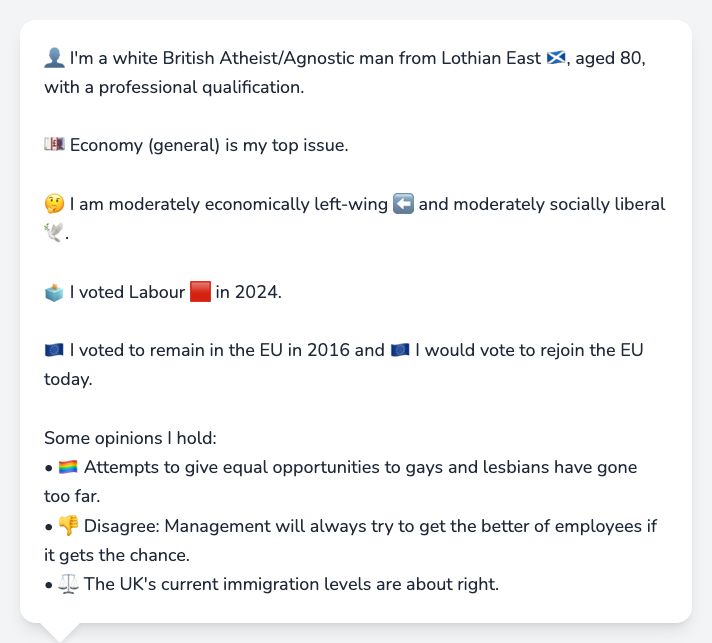 👤 I'm a white British Atheist/Agnostic man from Lothian East 🏴󠁧󠁢󠁳󠁣󠁴󠁿, aged 80,
with a professional qualification.
💷 Economy (general) is my top issue.
🤔 I am moderately economically left-wing ⬅️ and moderately socially liberal
🕊️.
🗳️ I voted Labour 🟥 in 2024.
🇪🇺 I voted to remain in the EU in 2016 and 🇪🇺 I would vote to rejoin the EU
today.
Some opinions I hold:
• 🏳️‍🌈 Attempts to give equal opportunities to gays and lesbians have gone
too far.
• 👎 Disagree: Management will always try to get the better of employees if
it gets the chance.
• ⚖️ The UK's current immigration levels are about right.